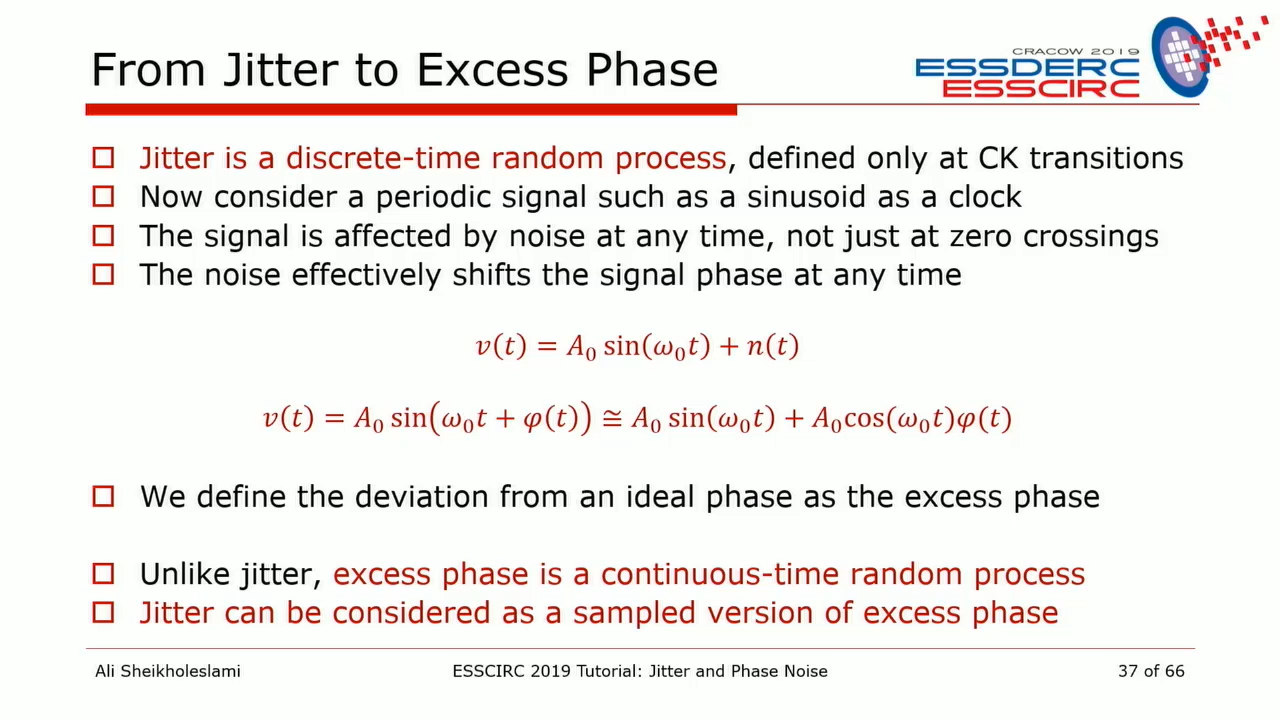 From Jitter to Excess Phase
CRACOW 2019
ESSDERC
ESSCIRC
Jitter is a discrete-time random process, defined only at CK transitions
Now consider a periodic signal such as a sinusoid as a clock
The signal is affected by noise at any time, not just at zero crossings
The noise effectively shifts the signal phase at any time
v(t) = A₀ sin(ω₀t) + n(t)
v(t) = A₀ sin(ω₀t + φ(t)) ≅ A₀ sin(ω₀t) + A₀cos(ω₀t)φ(t)
We define the deviation from an ideal phase as the excess phase
Unlike jitter, excess phase is a continuous-time random process
Jitter can be considered as a sampled version of excess phase
Ali Sheikholeslami ESSCIRC 2019 Tutorial: Jitter and Phase Noise 37 of 66